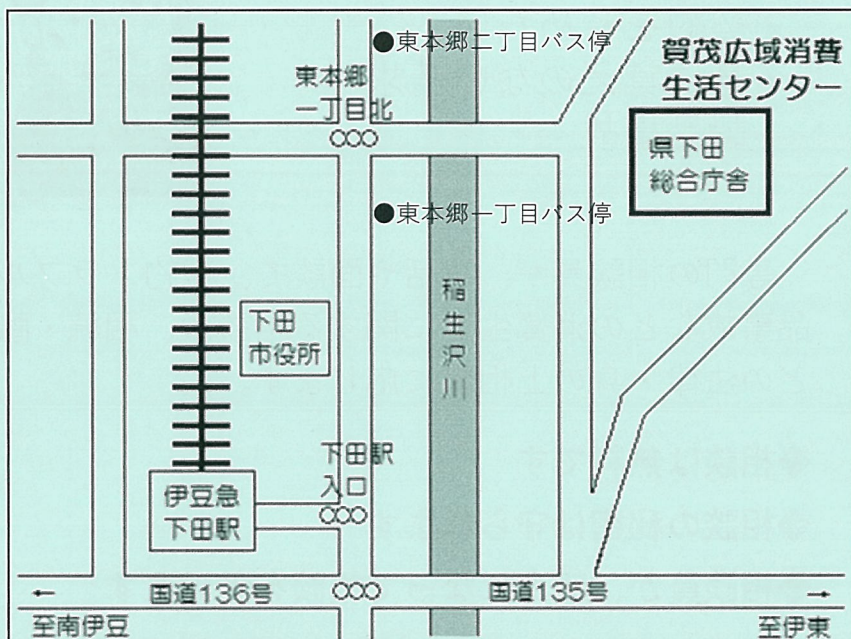 ●東本郷二丁目バス停
賀茂広域消費
生活センター
東本郷
一丁目北
県下田
総合庁舎
●東本郷一丁目バス停
稲生沢川
下田
市役所
下田駅
入口
伊豆急
下田駅
← 国道136号
国道135号 →
至南伊豆
至伊東